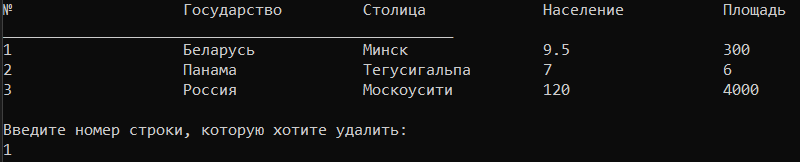 № Государство Столица Население Площадь
1 Беларусь Минск 9.5 300
2 Панама Тегусигальпа 7 6
3 Россия Москоусити 120 4000
Введите номер строки, которую хотите удалить:
1